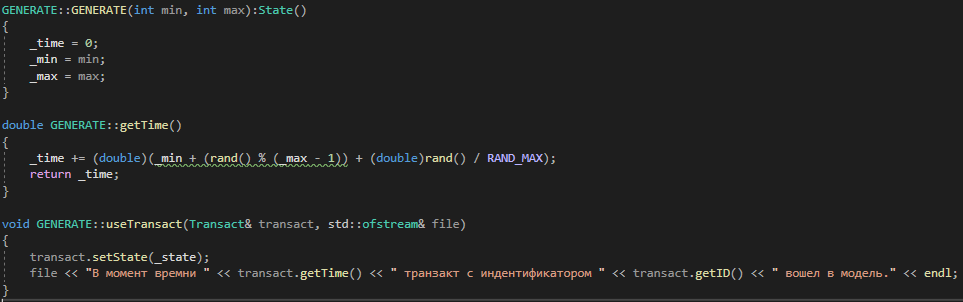 GENERATE::GENERATE(int min, int max):State()
{
    _time = 0;
    _min = min;
    _max = max;
}

double GENERATE::getTime()
{
    _time += (double)(_min + (rand() % (_max - 1)) + (double)rand() / RAND_MAX);
    return _time;
}

void GENERATE::useTransact(Transact& transact, std::ofstream& file)
{
    transact.setState(_state);
    file << "В момент времни " << transact.getTime() << " транзакт с индентификатором " << transact.getID() << " вошел в модель." << endl;
}